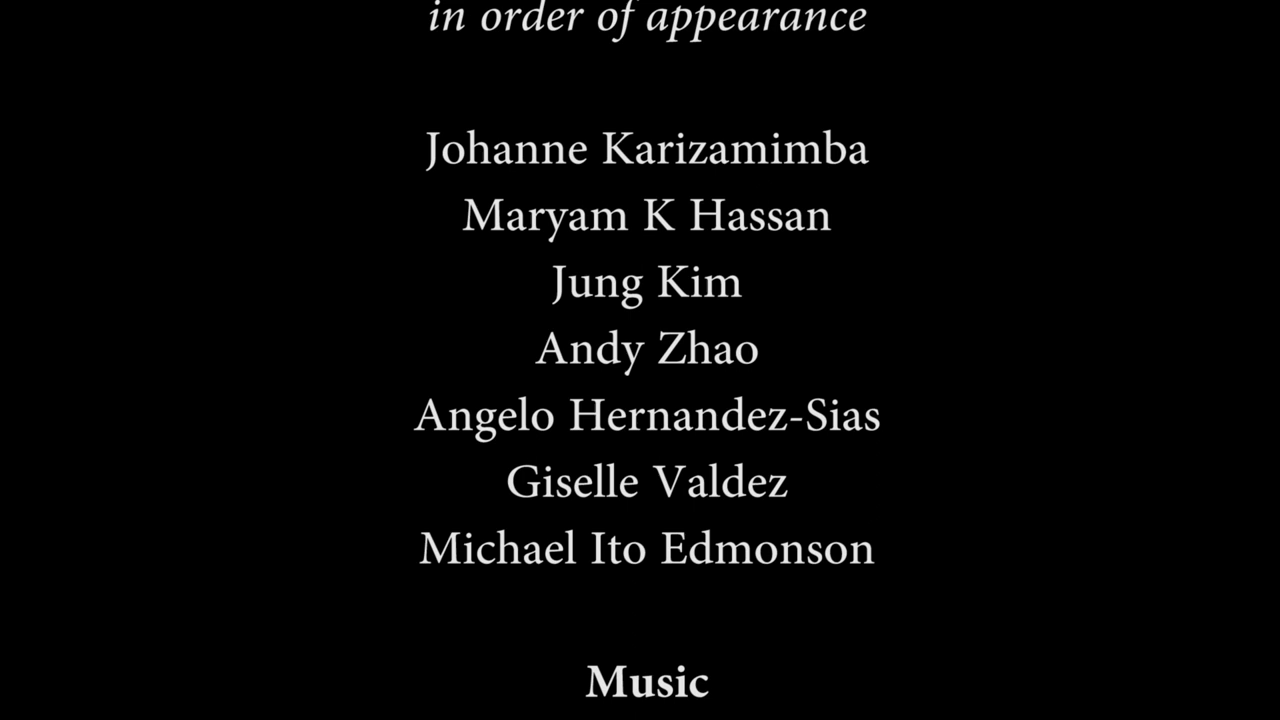 in order of appearance
Johanne Karizamimba
Maryam K Hassan
Jung Kim
Andy Zhao
Angelo Hernandez-Sias
Giselle Valdez
Michael Ito Edmonson
Music